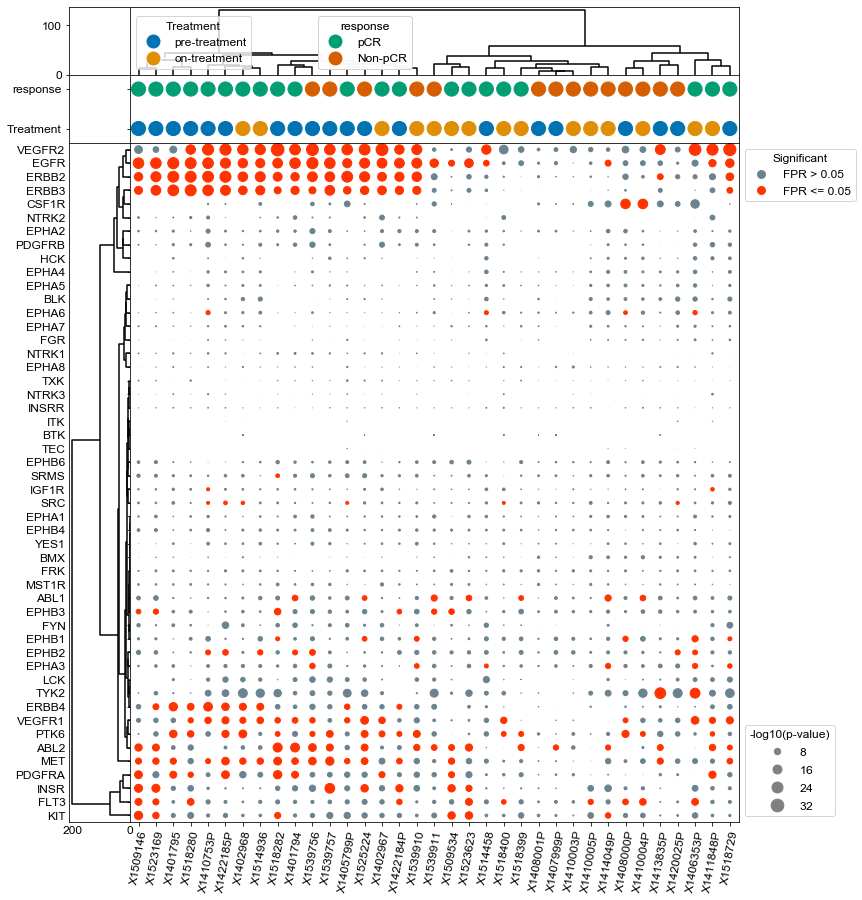 100
0
Treatment
pre-treatment
on-treatment
response
pCR
Non-pCR
response
Treatment
VEGFR2
EGFR
ERBB2
ERBB3
CSF1R
NTRK2
EPHA2
PDGFRB
HCK
EPHA4
EPHA5
BLK
EPHA6
EPHA7
FGR
NTRK1
EPHA8
TXK
NTRK3
INSRR
ITK
BTK
TEC
EPHB6
SRMS
IGF1R
SRC
EPHA1
EPHB4
YES1
BMX
FRK
MST1R
ABL1
EPHB3
FYN
EPHB1
EPHB2
EPHA3
LCK
TYK2
ERBB4
VEGFR1
PTK6
ABL2
MET
PDGFRA
INSR
FLT3
KIT
Significant
FPR > 0.05
FPR <= 0.05
-log10(p-value)
8
16
24
32
200
0
X1509146
X1523169
X1401795
X1518280
X1410753P
X1422185P
X1402968
X1514936
X1518282
X1401794
X1539756
X1539757
X1405799P
X1525224
X1402967
X1422184P
X1539910
X1539911
X1509534
X1523623
X1514458
X1518400
X1518399
X1408001P
X1407999P
X1410003P
X1410005P
X1414049P
X1408000P
X1410004P
X1413835P
X1420025P
X1406353P
X1411848P
X1518729